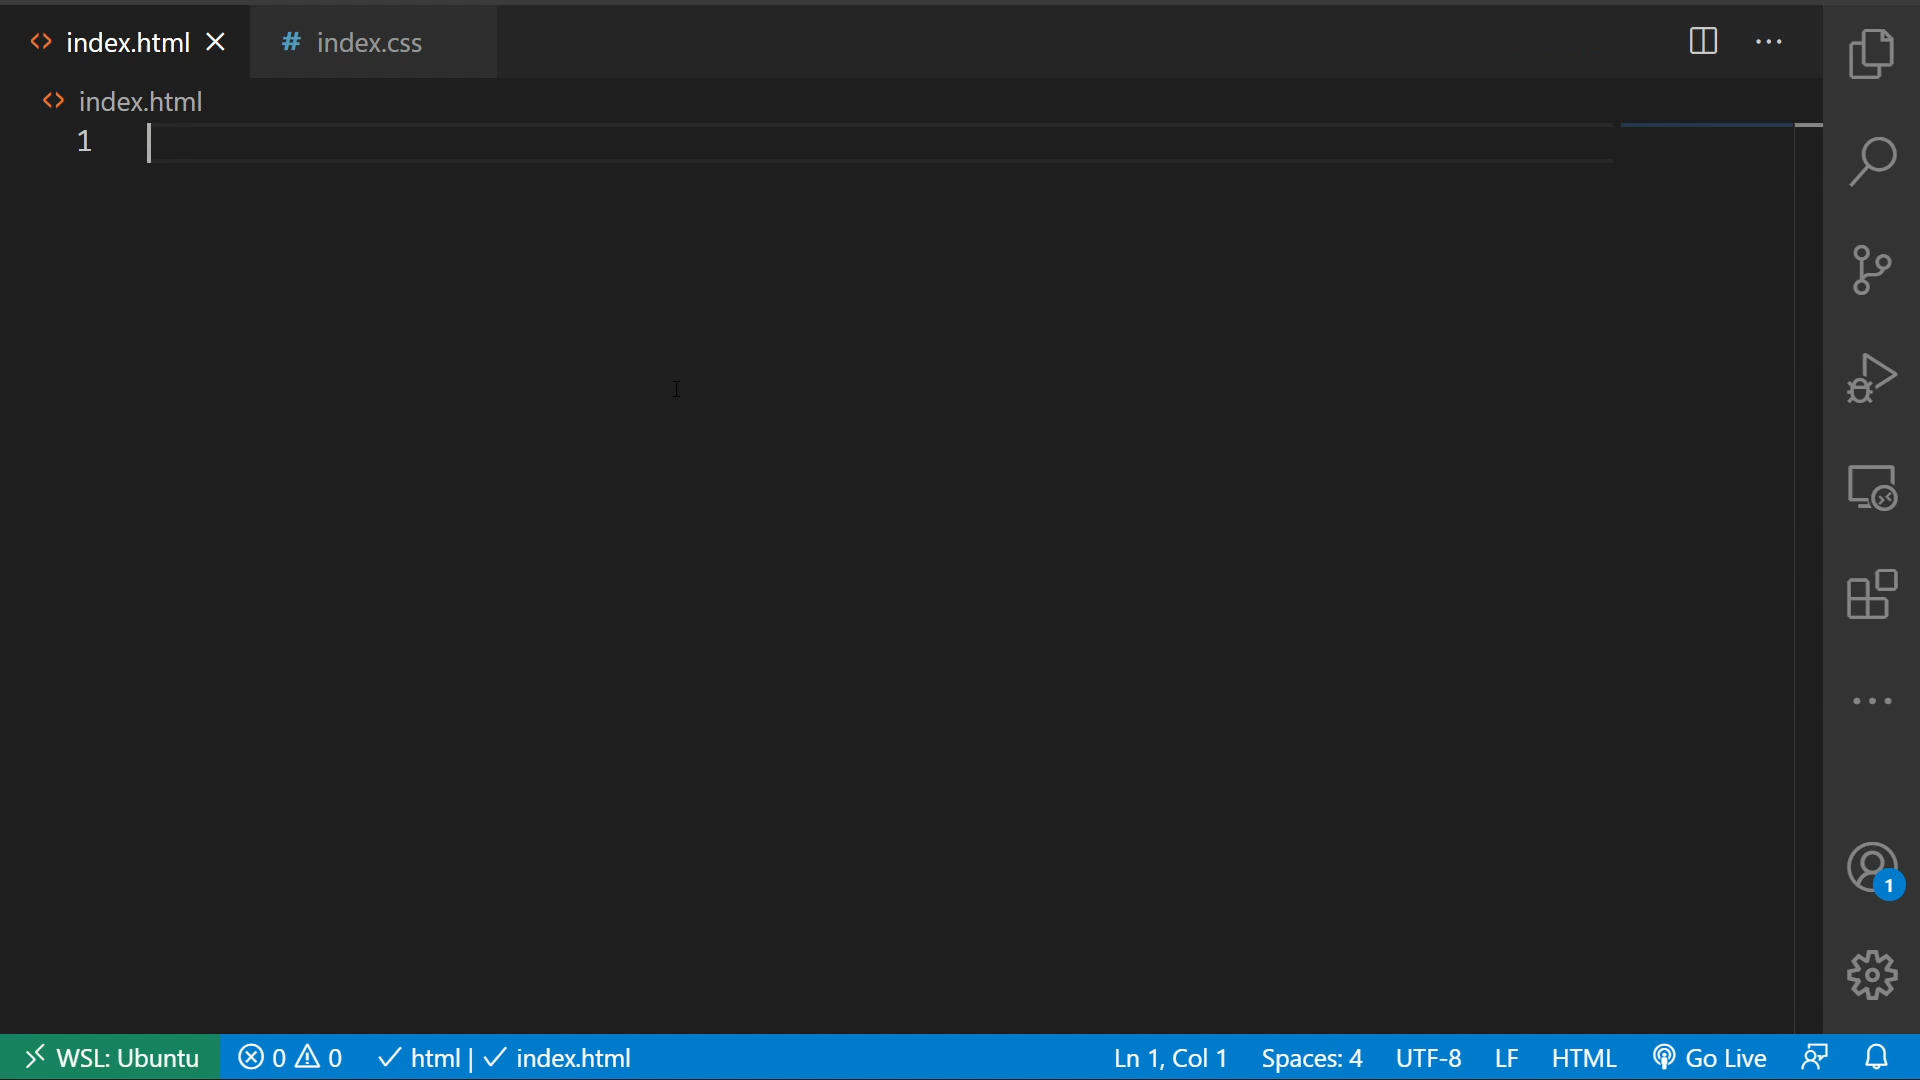 index.html
# index.css
index.html
1
1
WSL: Ubuntu 0 0 html | index.html Ln 1, Col 1 Spaces: 4 UTF-8 LF HTML Go Live